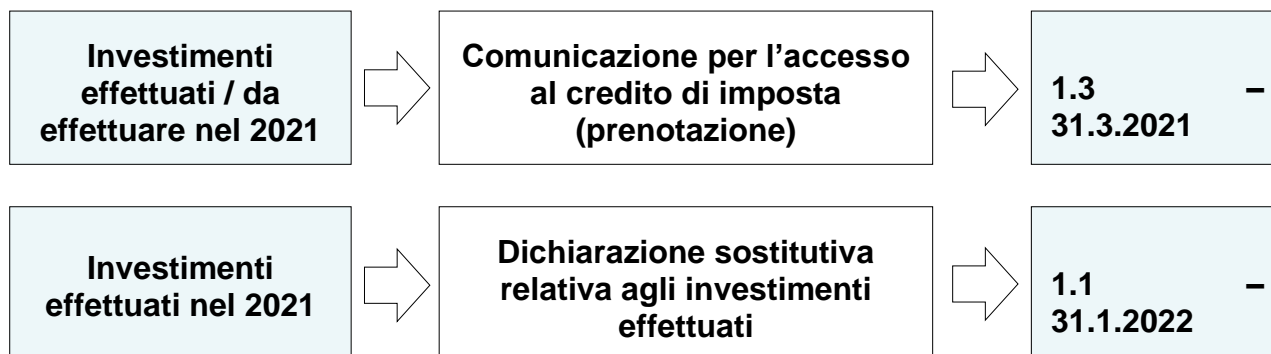 Investimenti
effettuati / da
effettuare nel 2021
Comunicazione per l’accesso
al credito di imposta
(prenotazione)
1.3 –
31.3.2021
Investimenti
effettuati nel 2021
Dichiarazione sostitutiva
relativa agli investimenti
effettuati
1.1 –
31.1.2022